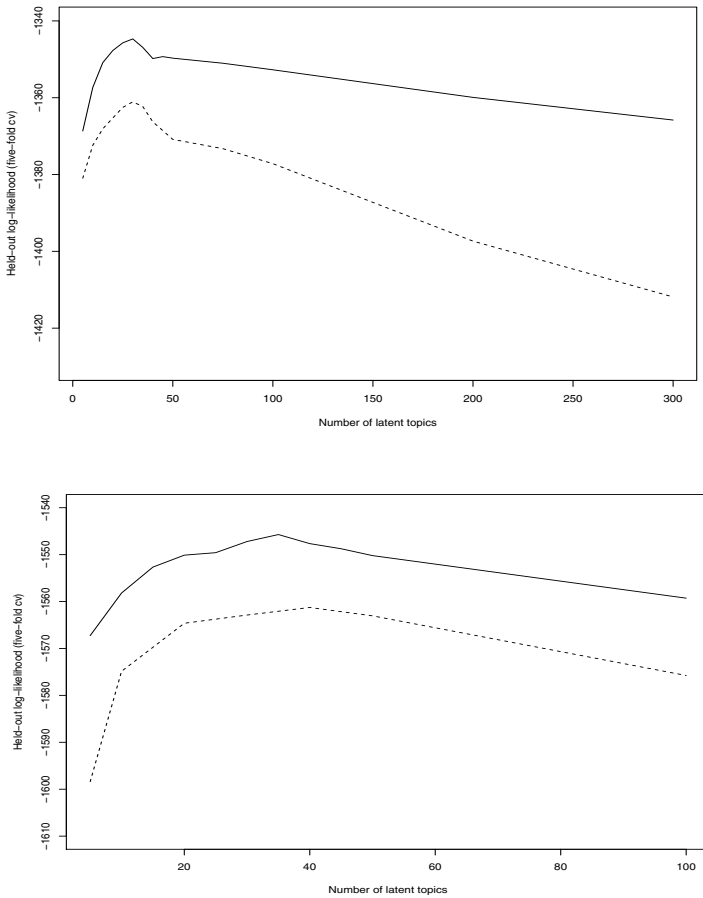 Held−out log−likelihood (five−fold cv)
−1340
−1360
−1380
−1400
−1420
0 50 100 150 200 250 300
Number of latent topics
Held−out log−likelihood (five−fold cv)
−1540
−1550
−1560
−1570
−1580
−1590
−1600
−1610
20 40 60 80 100
Number of latent topics